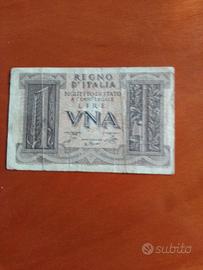 REGNO
D'ITALIA
BIGLIETTO DI STATO
A CORSO LEGALE
LIRE
VNA
subito